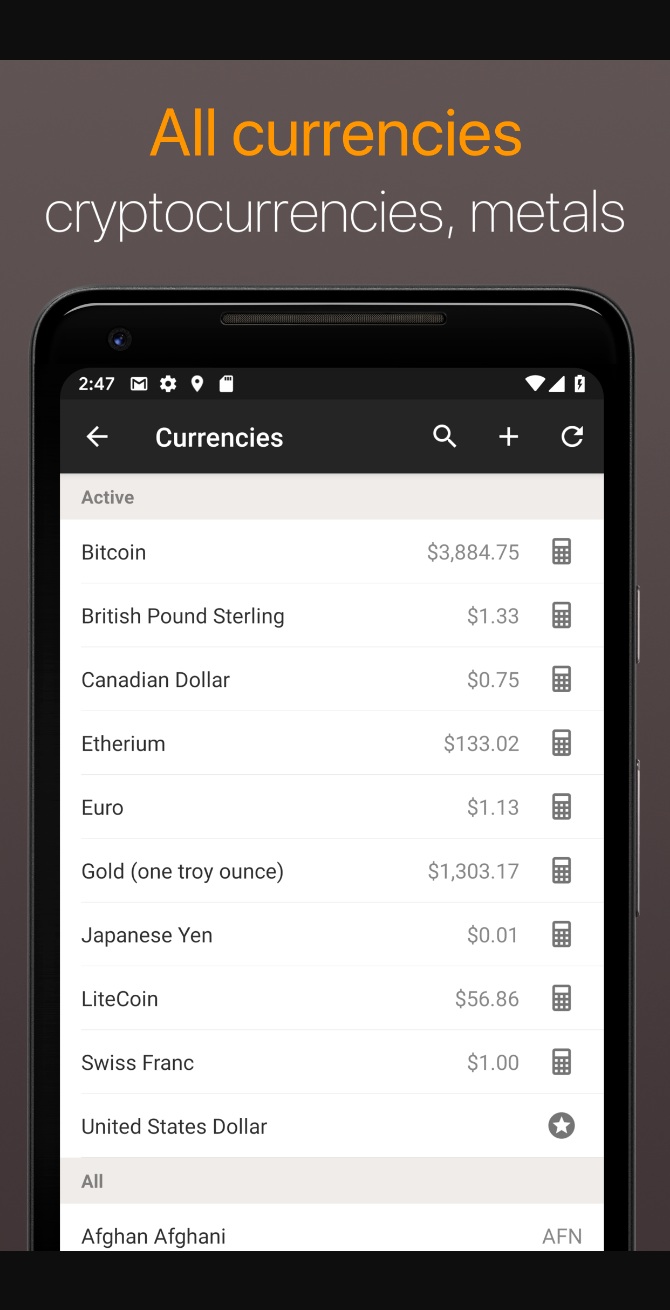 All currencies
cryptocurrencies, metals
2:47
Currencies
Active
Bitcoin $3,884.75
British Pound Sterling $1.33
Canadian Dollar $0.75
Etherium $133.02
Euro $1.13
Gold (one troy ounce) $1,303.17
Japanese Yen $0.01
LiteCoin $56.86
Swiss Franc $1.00
United States Dollar
All
Afghan Afghani AFN